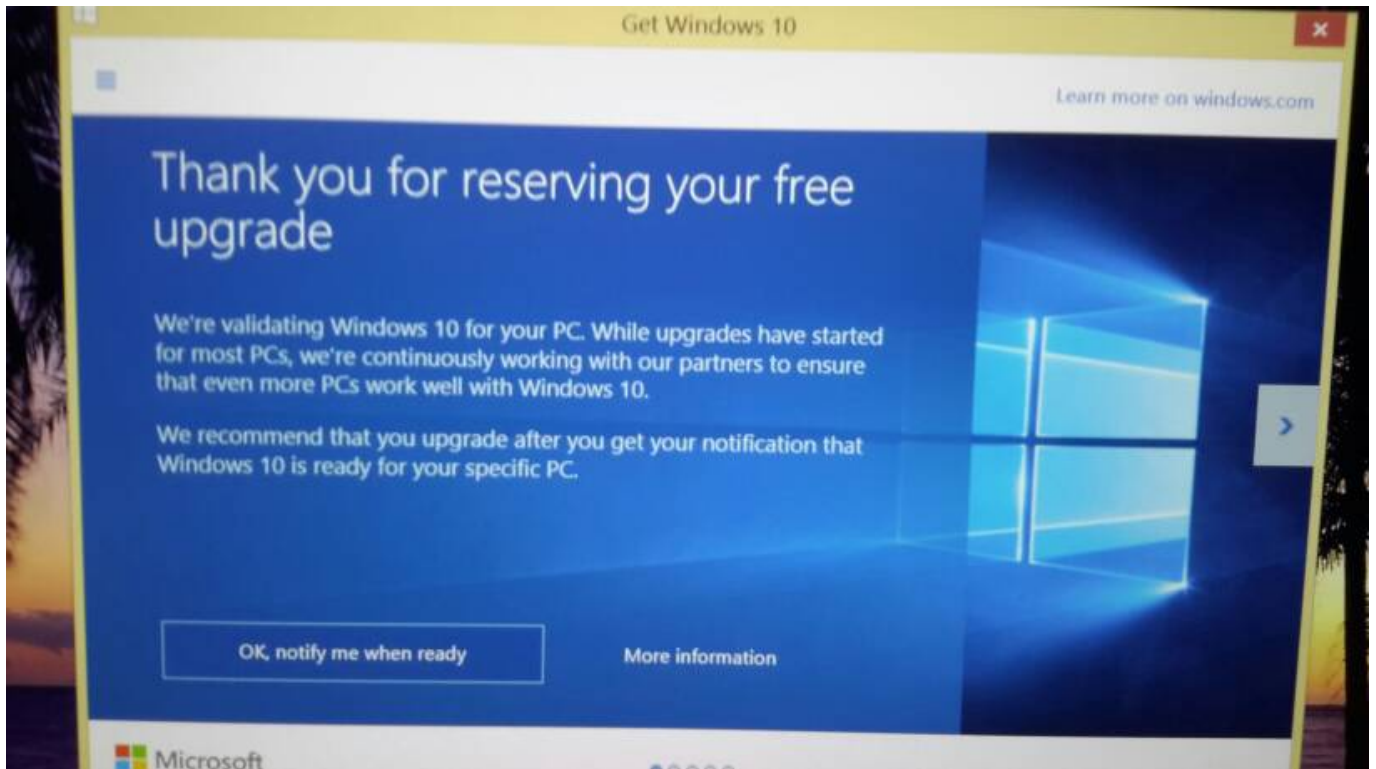 Get Windows 10
Learn more on windows.com
Thank you for reserving your free
upgrade
We're validating Windows 10 for your PC. While upgrades have started
for most PCs, we're continuously working with our partners to ensure
that even more PCs work well with Windows 10.
We recommend that you upgrade after you get your notification that
Windows 10 is ready for your specific PC.
OK, notify me when ready
More information
Microsoft